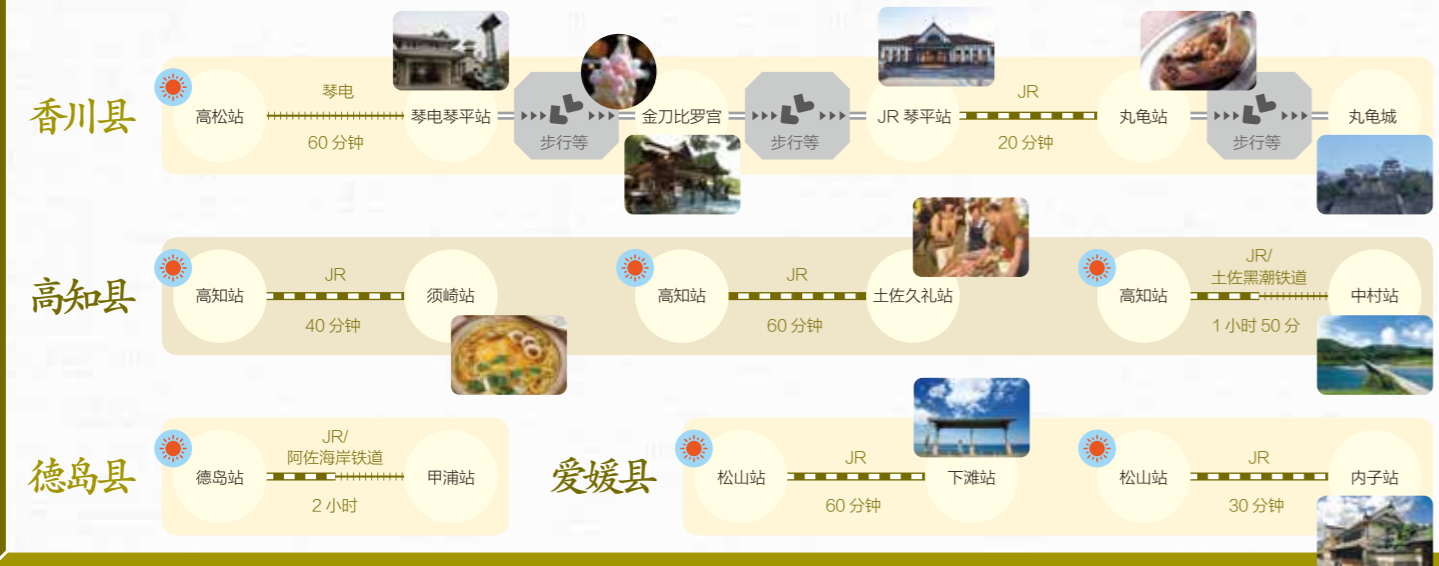 香川县
高松站
琴电
60 分钟
琴电琴平站
步行等
金刀比罗宫
步行等
JR 琴平站
JR
20 分钟
丸龟站
步行等
丸龟城
高知县
高知站
JR
40 分钟
须崎站
高知站
JR
60 分钟
土佐久礼站
高知站
JR/
土佐黑潮铁道
1 小时 50 分
中村站
德岛县
德岛站
JR/
阿佐海岸铁道
2 小时
甲浦站
爱媛县
松山站
JR
60 分钟
下滩站
松山站
JR
30 分钟
内子站